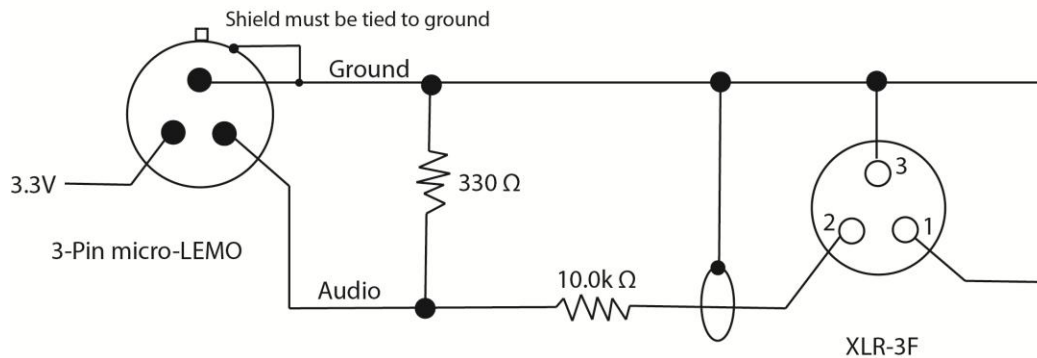 Shield must be tied to ground
Ground
3
3.3V
330 Ω
2
1
3-Pin micro-LEMO
10.0k Ω
Audio
XLR-3F